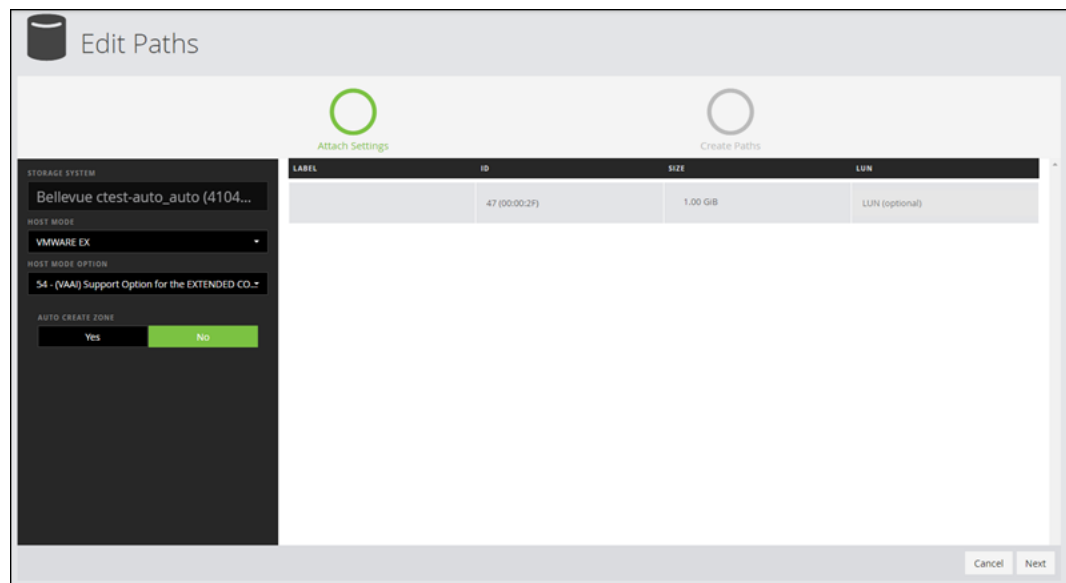 Edit Paths
Attach Settings
Create Paths
STORAGE SYSTEM
Bellevue ctest-auto_auto (4104...
HOST MODE
VMWARE EX
HOST MODE OPTION
54 - (VAAI) Support Option for the EXTENDED CO...
AUTO CREATE ZONE
Yes No
LABEL ID SIZE LUN
47 (00:00:2F) 1.00 GiB LUN (optional)
Cancel Next